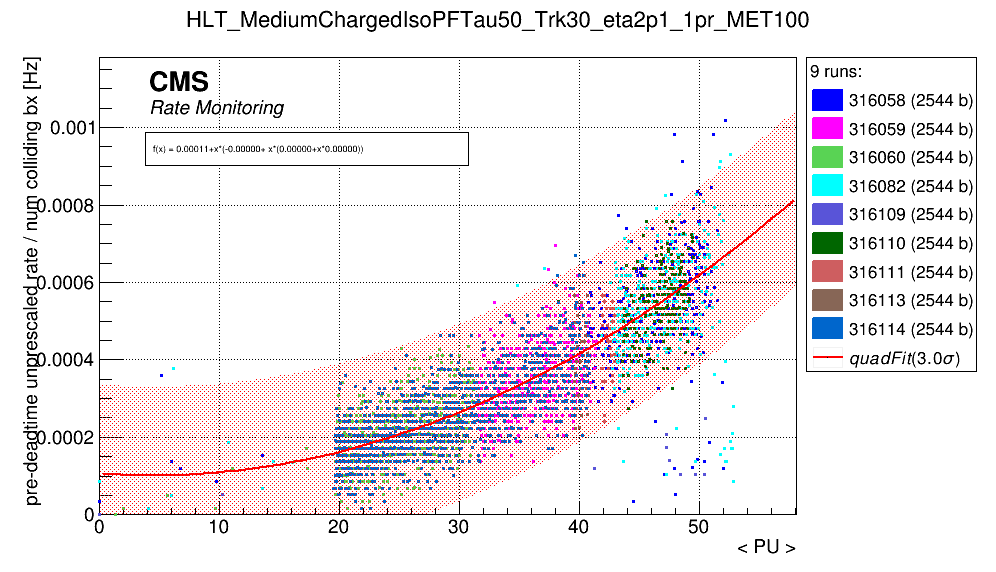 HLT_MediumChargedIsoPFTau50_Trk30_eta2p1_1pr_MET100
pre-deadtime unprescaled rate / num colliding bx [Hz]
CMS
Rate Monitoring
f(x) = 0.00011+x*(-0.00000+ x*(0.00000+x*0.00000))
0.001
0.0008
0.0006
0.0004
0.0002
0
0 10 20 30 40 50
< PU >
9 runs:
316058 (2544 b)
316059 (2544 b)
316060 (2544 b)
316082 (2544 b)
316109 (2544 b)
316110 (2544 b)
316111 (2544 b)
316113 (2544 b)
316114 (2544 b)
quadFit(3.0σ)